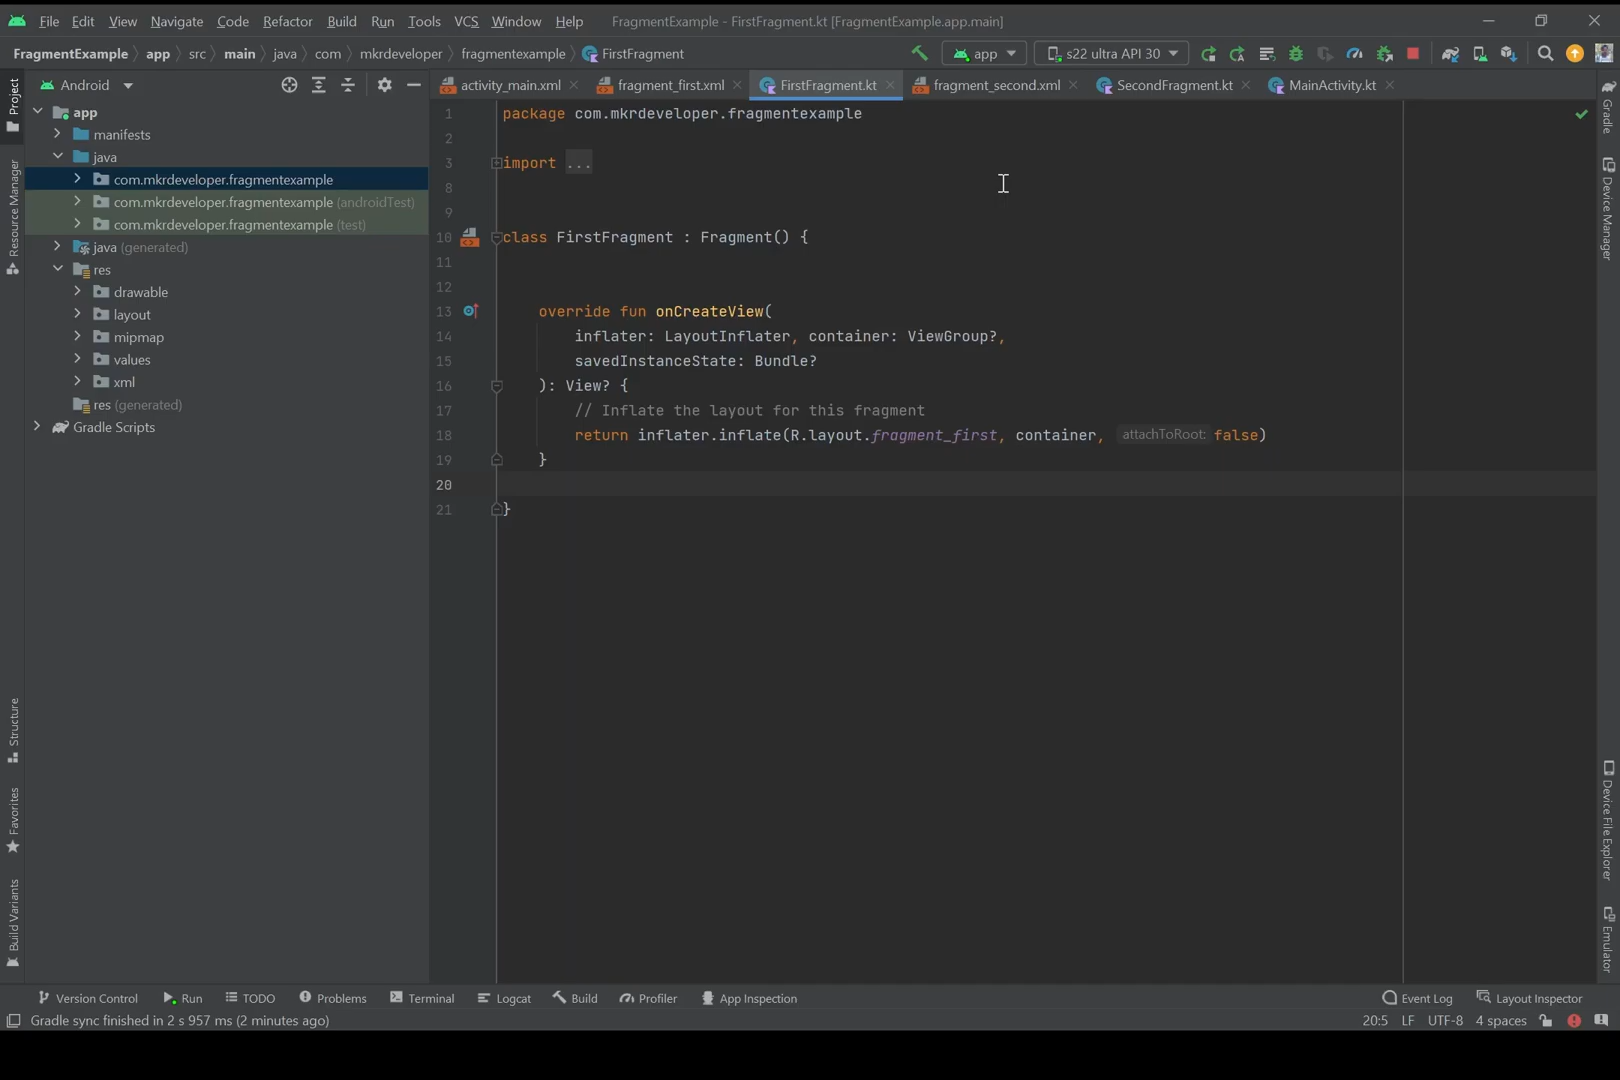 File Edit View Navigate Code Refactor Build Run Tools VCS Window Help FragmentExample - FirstFragment.kt [FragmentExample.app.main]
FragmentExample app src main java com mkrdeveloper fragmentexample FirstFragment app s22 ultra API 30
Android activity_main.xml fragment_first.xml FirstFragment.kt fragment_second.xml SecondFragment.kt MainActivity.kt
Project
Resource Manager
Structure
Favorites
Build Variants
app
manifests
java
com.mkrdeveloper.fragmentexample
com.mkrdeveloper.fragmentexample (androidTest)
com.mkrdeveloper.fragmentexample (test)
java (generated)
res
drawable
layout
mipmap
values
xml
res (generated)
Gradle Scripts
1 package com.mkrdeveloper.fragmentexample
2
3 import ...
8
9
10 class FirstFragment : Fragment() {
11
12
13 override fun onCreateView(
14 inflater: LayoutInflater, container: ViewGroup?,
15 savedInstanceState: Bundle?
16 ): View? {
17 // Inflate the layout for this fragment
18 return inflater.inflate(R.layout.fragment_first, container, attachToRoot: false)
19 }
20
21 }
Gradle
Device Manager
Device File Explorer
Emulator
Version Control Run TODO Problems Terminal Logcat Build Profiler App Inspection Event Log Layout Inspector
Gradle sync finished in 2 s 957 ms (2 minutes ago) 20:5 LF UTF-8 4 spaces